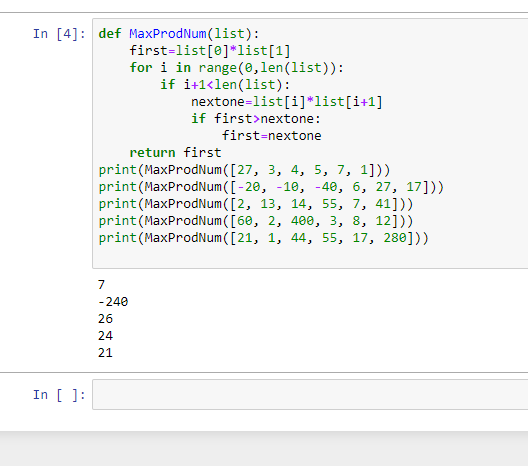 In [4]: def MaxProdNum(list):
    first=list[0]*list[1]
    for i in range(0,len(list)):
        if i+1<len(list):
            nextone=list[i]*list[i+1]
            if first>nextone:
                first=nextone
    return first
print(MaxProdNum([27, 3, 4, 5, 7, 1]))
print(MaxProdNum([-20, -10, -40, 6, 27, 17]))
print(MaxProdNum([2, 13, 14, 55, 7, 41]))
print(MaxProdNum([60, 2, 400, 3, 8, 12]))
print(MaxProdNum([21, 1, 44, 55, 17, 280]))
7
-240
26
24
21
In [ ]: